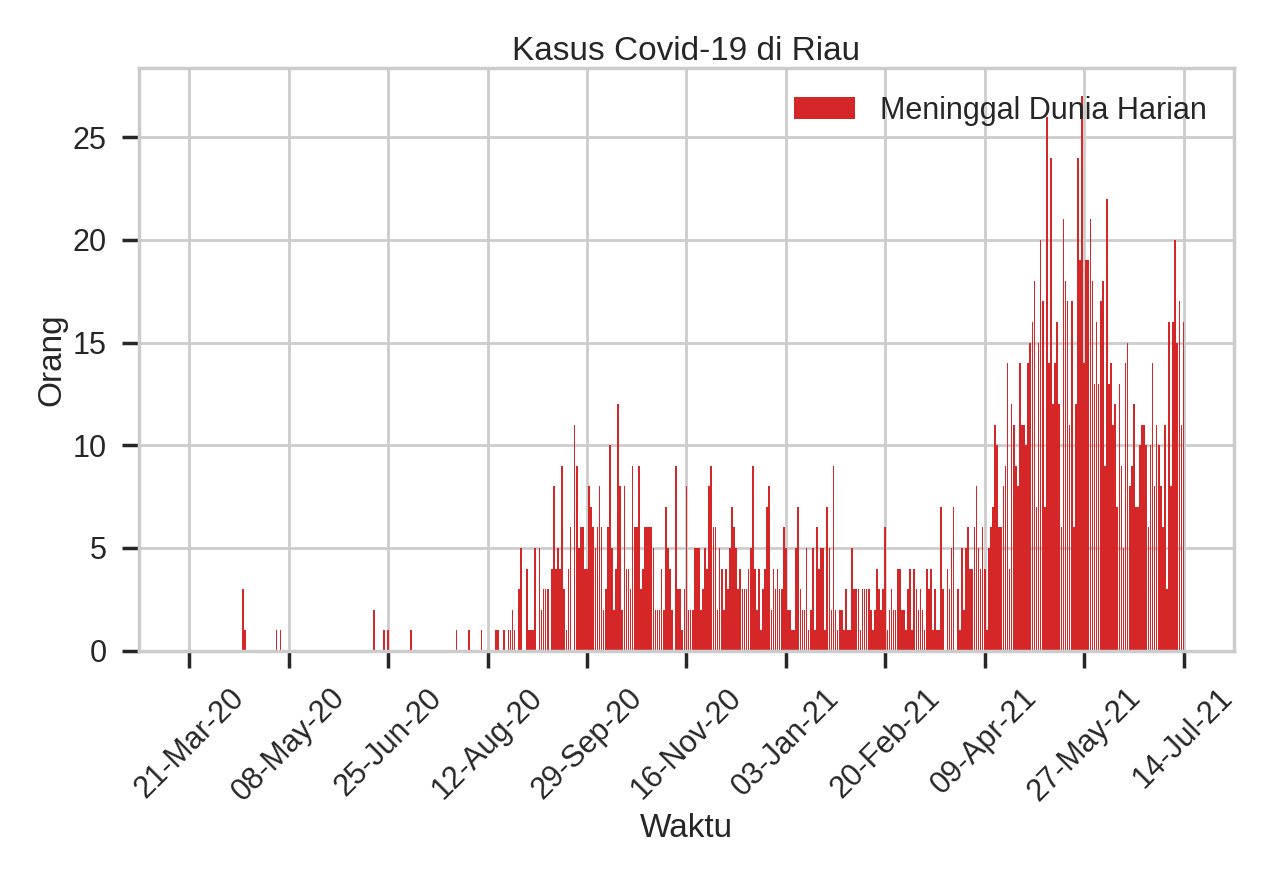 Kasus Covid-19 di Riau
Meninggal Dunia Harian
25
20
15
10
5
0
Orang
21-Mar-20
08-May-20
25-Jun-20
12-Aug-20
29-Sep-20
16-Nov-20
03-Jan-21
20-Feb-21
09-Apr-21
27-May-21
14-Jul-21
Waktu